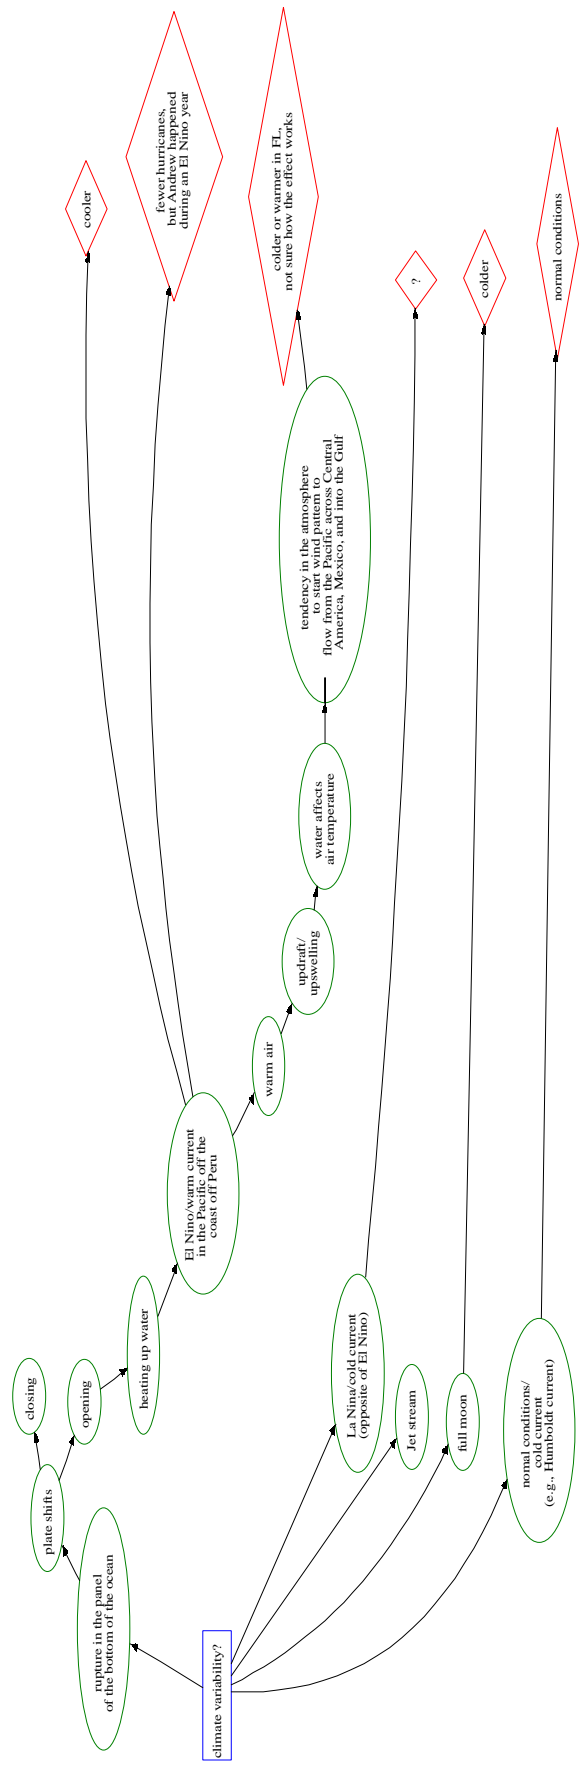 climate variability?
rupture in the panel
of the bottom of the ocean
plate shifts
closing
opening
heating up water
El Nino/warm current
in the Pacific off the
coast off Peru
cooler
fewer hurricanes,
but Andrew happened
during an El Nino year
warm air
updraft/
upswelling
water affects
air temperature
tendency in the atmosphere
to start wind pattem to
flow from the Pacific across Central
America, Mexico, and into the Gulf
colder or warmer in FL,
not sure how the effect works
La Nina/cold current
(opposite of El Nino)
?
Jet stream
full moon
colder
nomal conditions/
cold current
(e.g., Humboldt current)
normal conditions